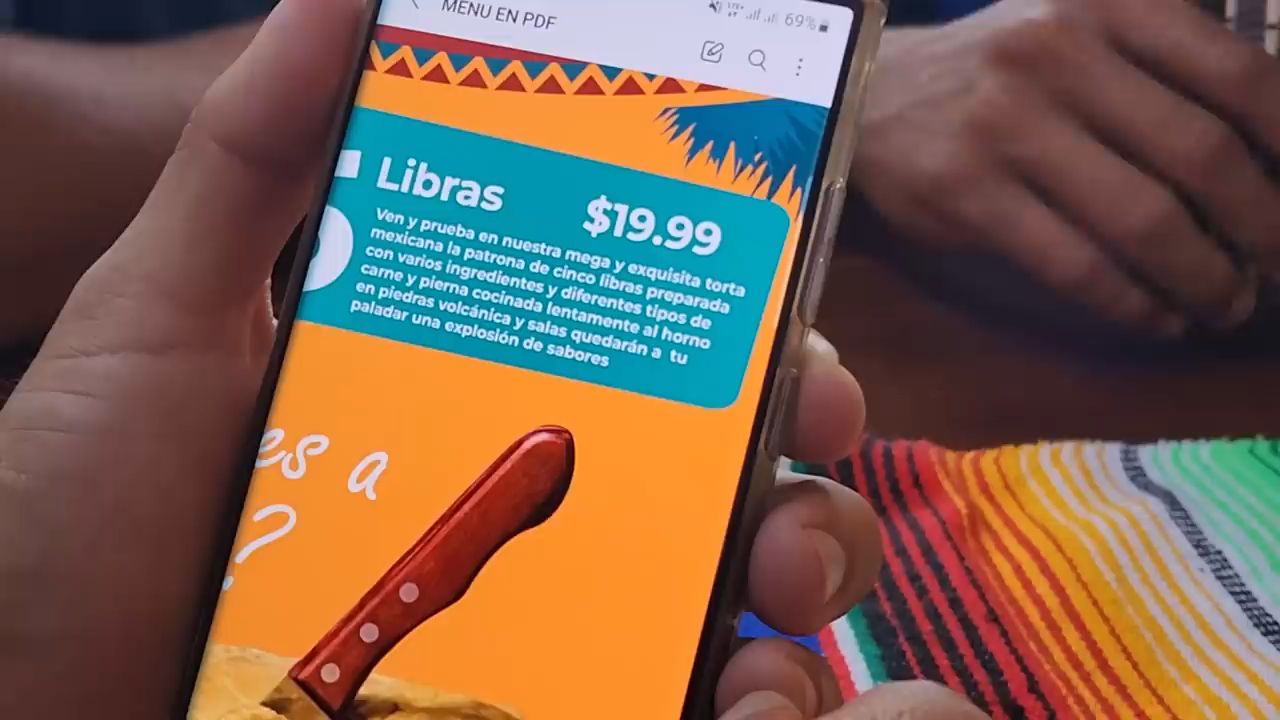 MENU EN PDF
69%
Libras
$19.99
Ven y prueba en nuestra mega y exquisita torta
mexicana la patrona de cinco libras preparada
con varios ingredientes y diferentes tipos de
carne y pierna cocinada lentamente al horno
en piedras volcánica y salas quedarán a tu
paladar una explosión de sabores
es a
?